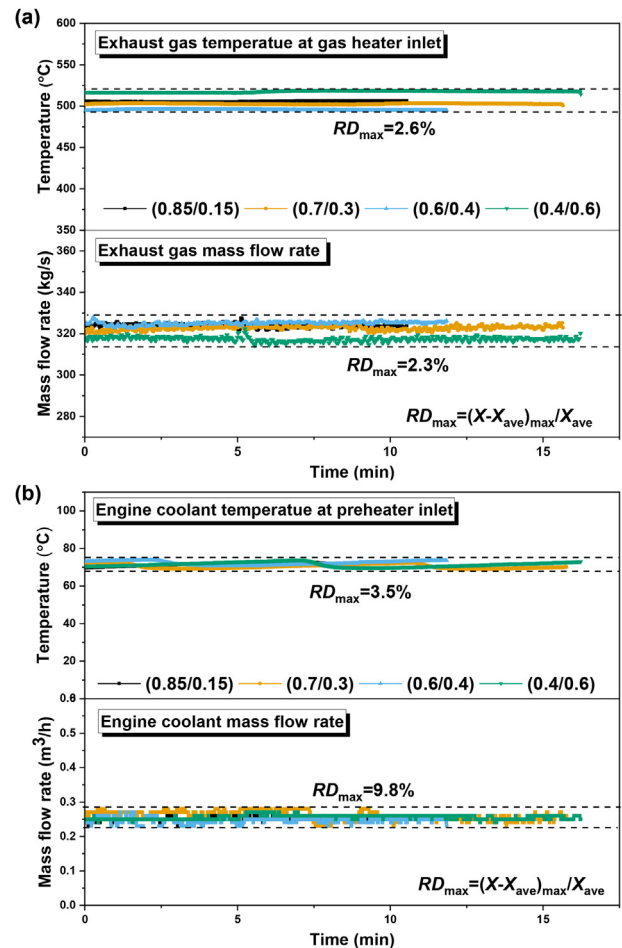 (a)
600
Exhaust gas temperatue at gas heater inlet
550
500
450
400
350
Temperature (°C)
RDmax=2.6%
(0.85/0.15) (0.7/0.3) (0.6/0.4) (0.4/0.6)
Exhaust gas mass flow rate
360
340
320
300
280
Mass flow rate (kg/s)
RDmax=2.3%
RDmax=(X-Xave)max/Xave
0 5 10 15
Time (min)
(b)
Engine coolant temperatue at preheater inlet
100
80
60
40
20
Temperature (°C)
RDmax=3.5%
(0.85/0.15) (0.7/0.3) (0.6/0.4) (0.4/0.6)
Engine coolant mass flow rate
0.5
0.4
0.3
0.2
0.1
0.0
Mass flow rate (m³/h)
RDmax=9.8%
RDmax=(X-Xave)max/Xave
0 5 10 15
Time (min)